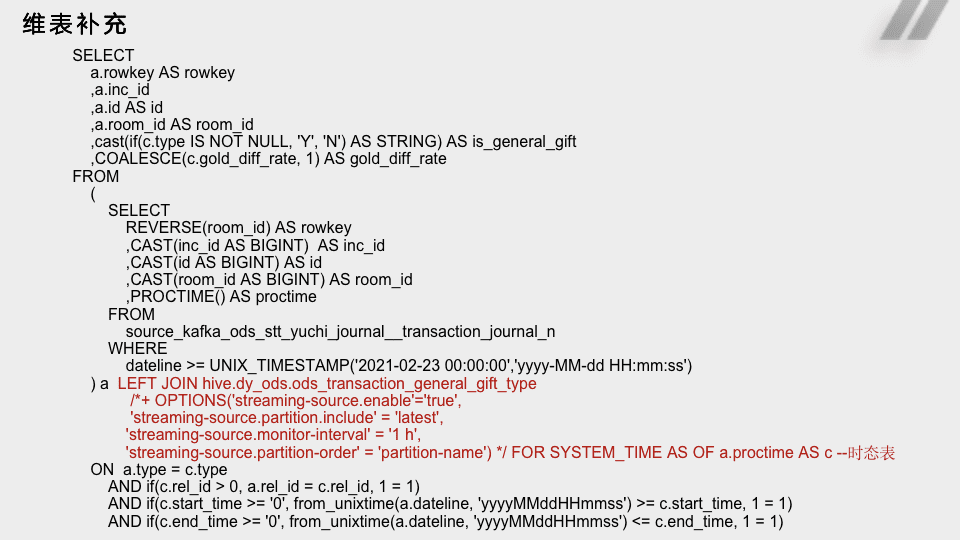 维表补充
SELECT
a.rowkey AS rowkey
,a.inc_id
,a.id AS id
,a.room_id AS room_id
,cast(if(c.type IS NOT NULL, 'Y', 'N') AS STRING) AS is_general_gift
,COALESCE(c.gold_diff_rate, 1) AS gold_diff_rate
FROM
(
SELECT
REVERSE(room_id) AS rowkey
,CAST(inc_id AS BIGINT)  AS inc_id
,CAST(id AS BIGINT) AS id
,CAST(room_id AS BIGINT) AS room_id
,PROCTIME() AS proctime
FROM
source_kafka_ods_stt_yuchi_journal__transaction_journal_n
WHERE
dateline >= UNIX_TIMESTAMP('2021-02-23 00:00:00','yyyy-MM-dd HH:mm:ss')
) a  LEFT JOIN hive.dy_ods.ods_transaction_general_gift_type
/*+ OPTIONS('streaming-source.enable'='true',
'streaming-source.partition.include' = 'latest',
'streaming-source.monitor-interval' = '1 h',
'streaming-source.partition-order' = 'partition-name') */ FOR SYSTEM_TIME AS OF a.proctime AS c --时态表
ON  a.type = c.type
AND if(c.rel_id > 0, a.rel_id = c.rel_id, 1 = 1)
AND if(c.start_time >= '0', from_unixtime(a.dateline, 'yyyyMMddHHmmss') >= c.start_time, 1 = 1)
AND if(c.end_time >= '0', from_unixtime(a.dateline, 'yyyyMMddHHmmss') <= c.end_time, 1 = 1)